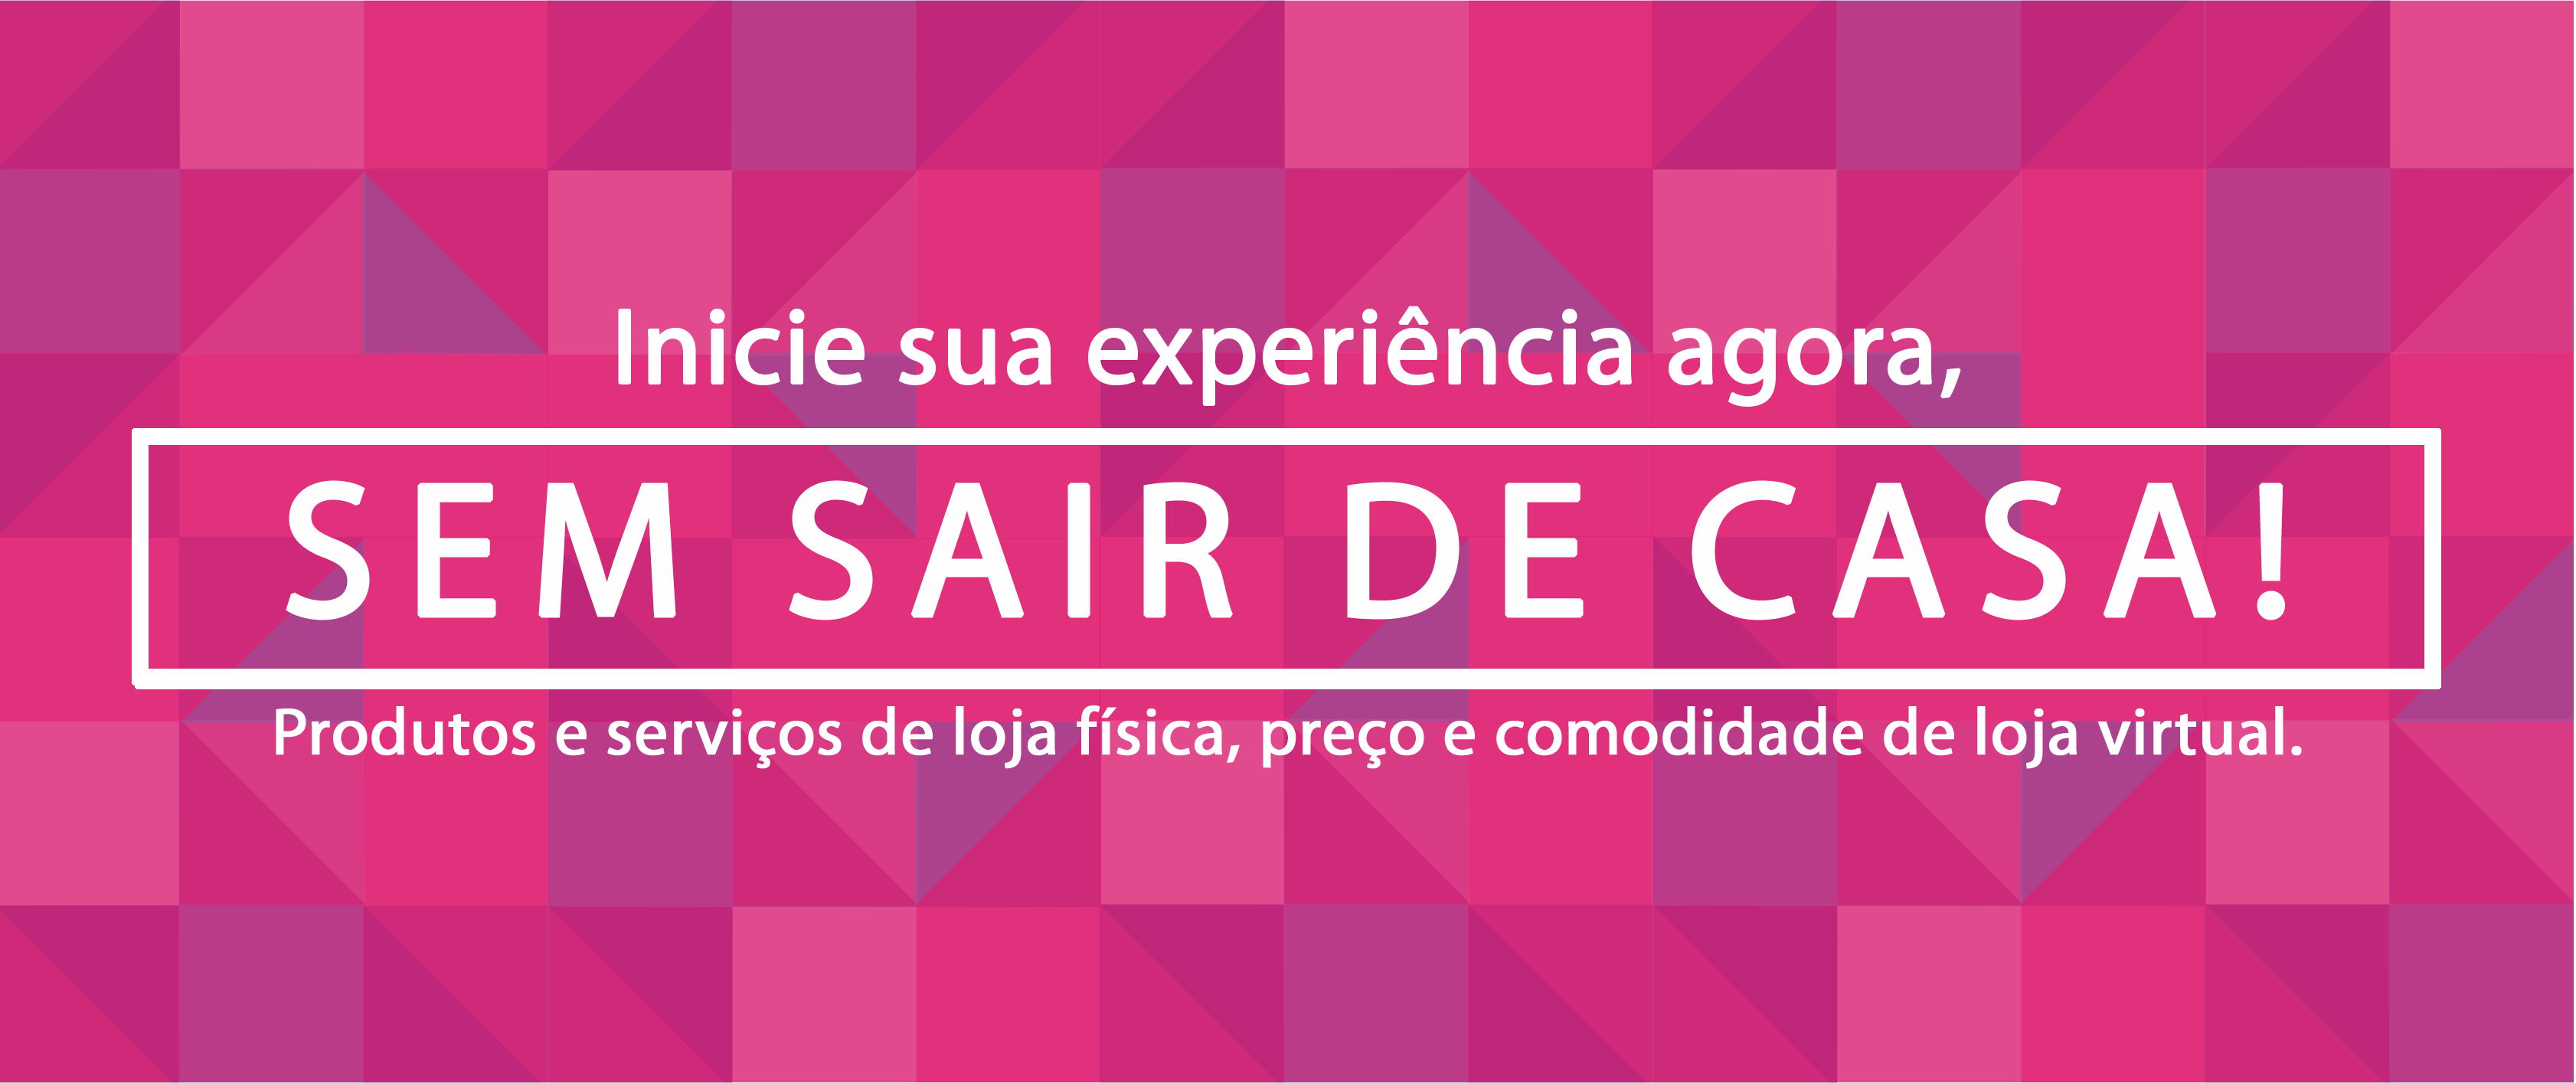 Inicie sua experiência agora,
SEM SAIR DE CASA!
Produtos e serviços de loja física, preço e comodidade de loja virtual.